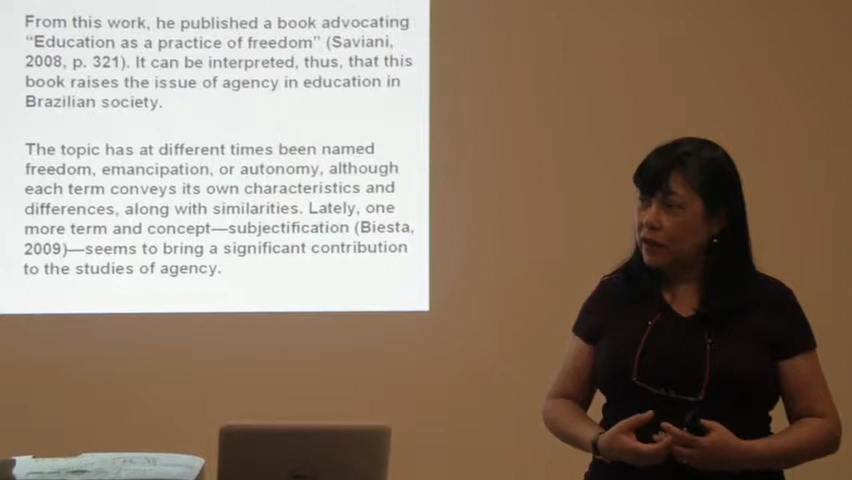 From this work, he published a book advocating
“Education as a practice of freedom” (Saviani,
2008, p. 321). It can be interpreted, thus, that this
book raises the issue of agency in education in
Brazilian society.
The topic has at different times been named
freedom, emancipation, or autonomy, although
each term conveys its own characteristics and
differences, along with similarities. Lately, one
more term and concept—subjectification (Biesta,
2009)—seems to bring a significant contribution
to the studies of agency.